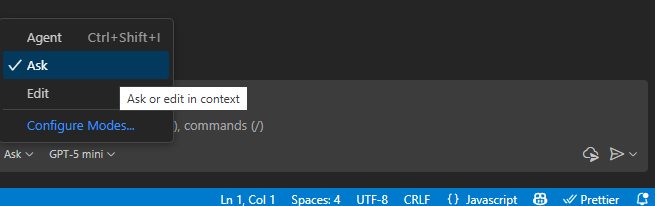 Agent Ctrl+Shift+I
Ask
Edit
Ask or edit in context
Configure Modes...
), commands (/)
Ask GPT-5 mini
Ln 1, Col 1 Spaces: 4 UTF-8 CRLF {} Javascript Prettier